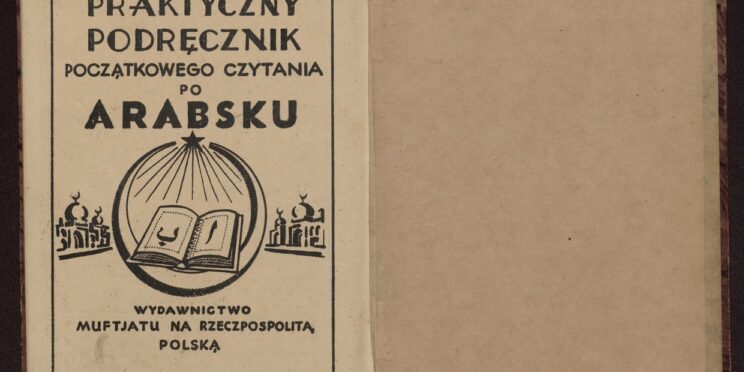 PRAKTYCZNY
PODRĘCZNIK
POCZĄTKOWEGO CZYTANIA
PO
ARABSKU
ب ا
WYDAWNICTWO
MUFTJATU NA RZECZPOSPOLITĄ
POLSKĄ